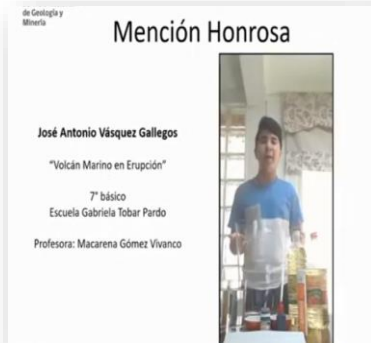 de Geología y
Minería
Mención Honrosa
José Antonio Vásquez Gallegos
"Volcán Marino en Erupción"
7° básico
Escuela Gabriela Tobar Pardo
Profesora: Macarena Gómez Vivanco